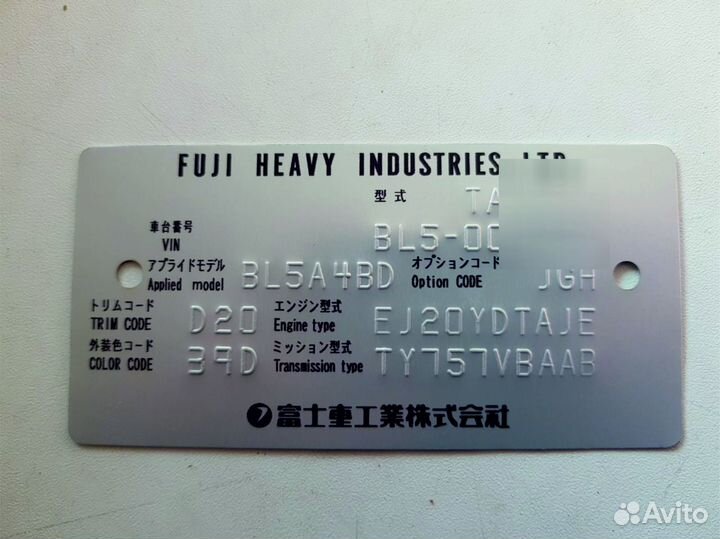 FUJI HEAVY INDUSTRIES LTD
型式 TA
車台番号
VIN BL5-00
アプライドモデル オプションコード
Applied model BL5A4BD Option CODE JGH
トリムコード エンジン型式
TRIM CODE D20 Engine type EJ20YDTAJE
外装色コード ミッション型式
COLOR CODE 39D Transmission type TY757VBAAB
富士重工業株式会社
Avito